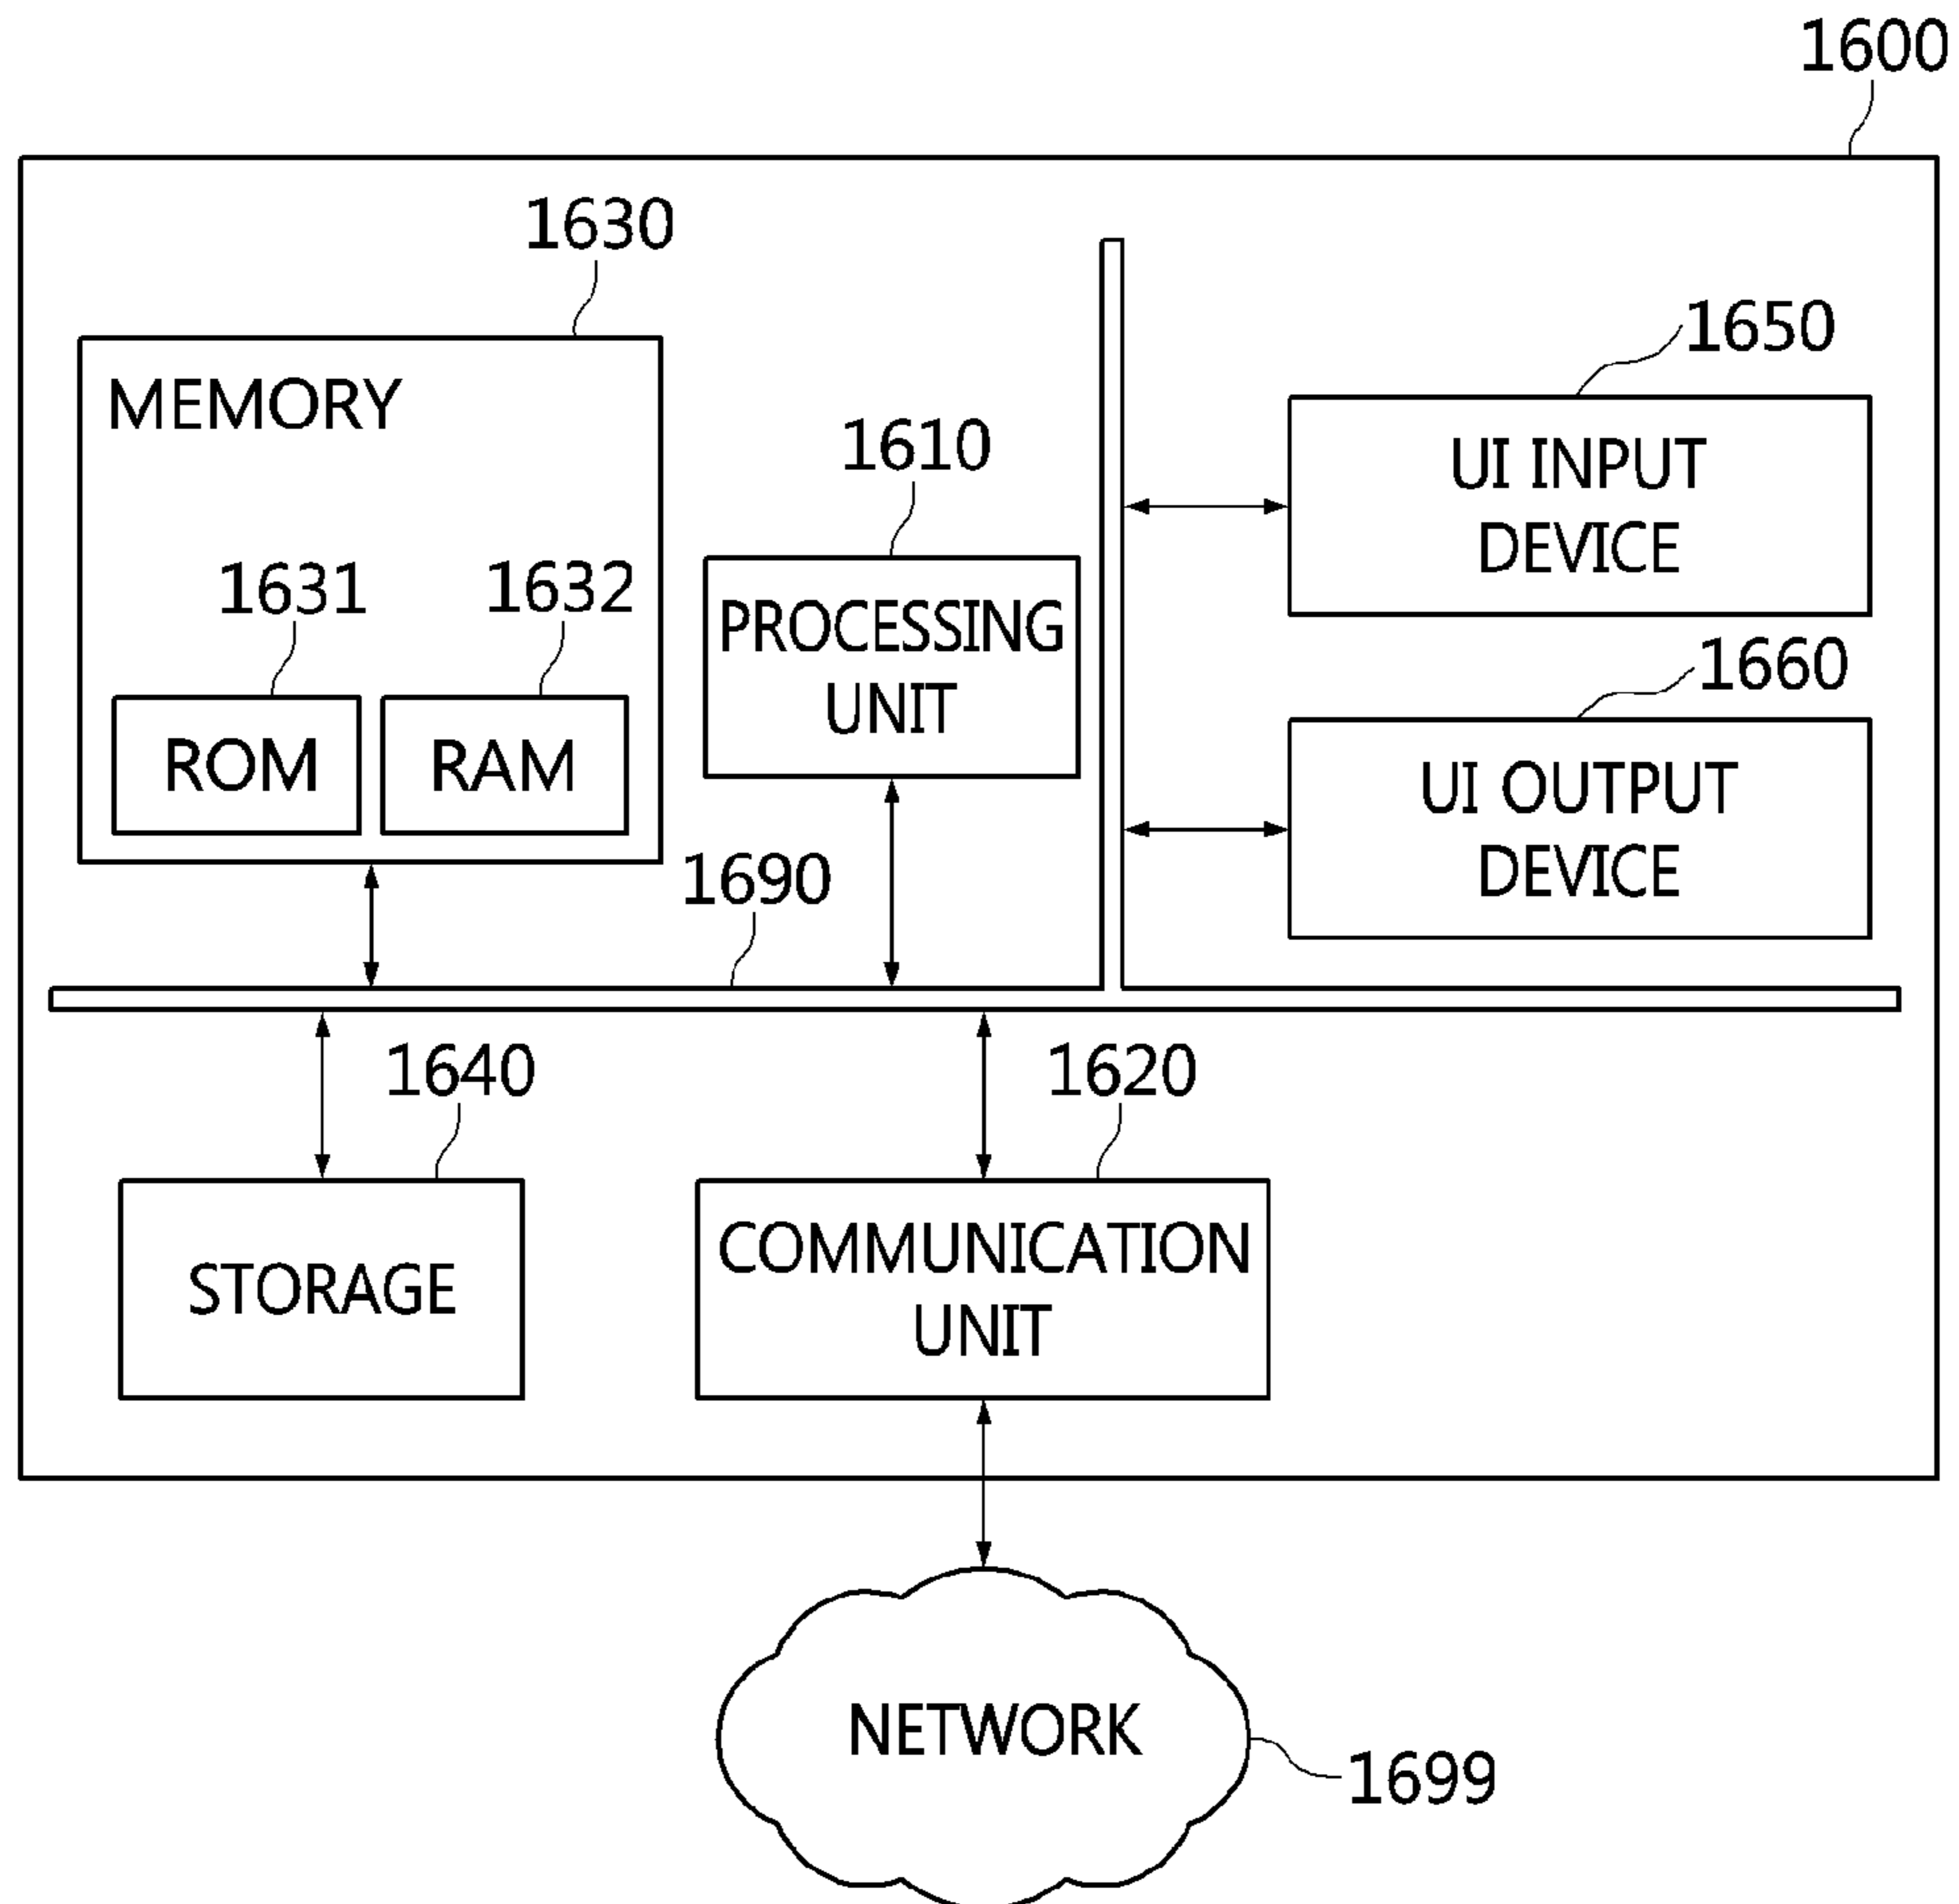 1600
1630
MEMORY
1650
1610
UI INPUT
DEVICE
1631
1632
PROCESSING
UNIT
1660
ROM
RAM
UI OUTPUT
DEVICE
1690
1640
1620
STORAGE
COMMUNICATION
UNIT
NETWORK
1699